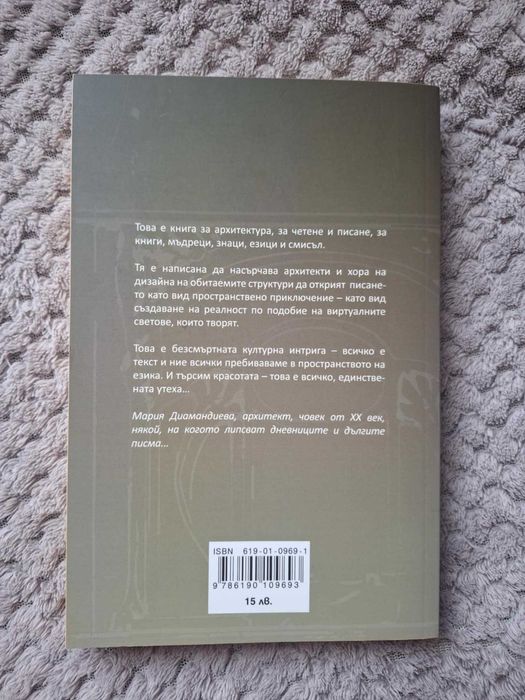 Това е книга за архитектура, за четене и писане, за
книги, мъдреци, знаци, езици и смисъл.
Тя е написана да насърчава архитекти и хора на
дизайна на обитаемите структури да открият писане-
то като вид пространствено приключение – като вид
създаване на реалност по подобие на виртуалните
светове, които творят.
Това е безсмъртната културна интрига – всичко е
текст и ние всички пребиваваме в пространството на
езика. И търсим красотата – това е всичко, единстве-
ната утеха...
Мария Диамандиева, архитект, човек от XX век,
някой, на когото липсват дневниците и дългите
писма...
ISBN 619-01-0969-1
9 786190 109693
15 лв.